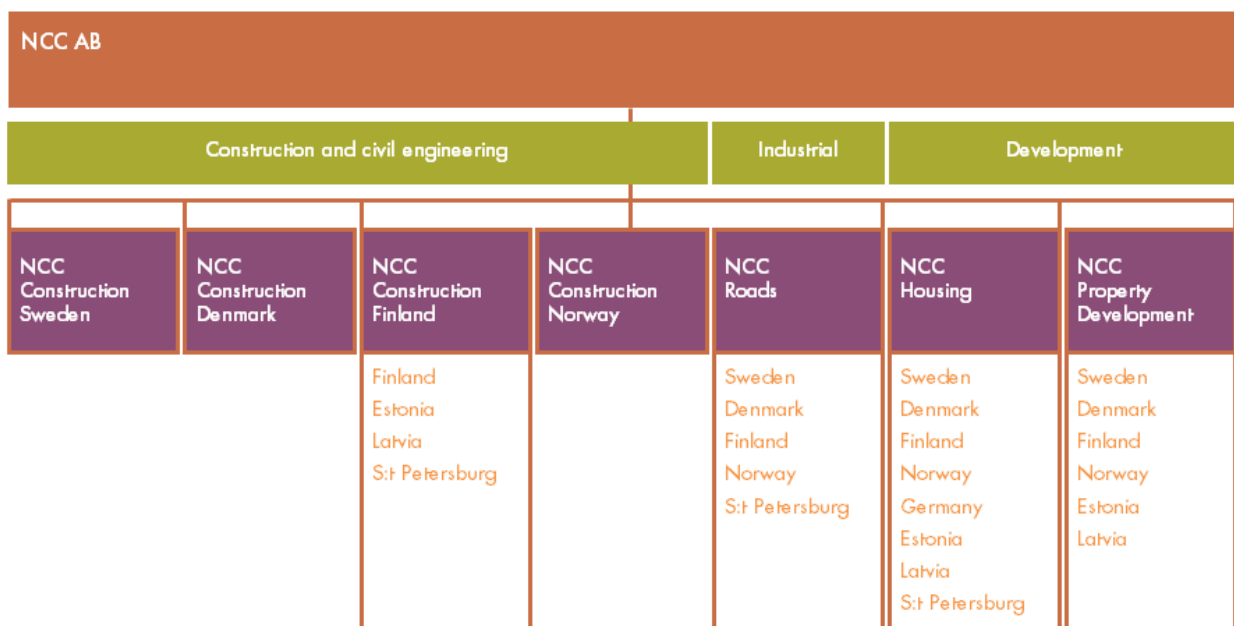 NCC AB
Construction and civil engineering
Industrial
Development
NCC
Construction
Sweden
NCC
Construction
Denmark
NCC
Construction
Finland
NCC
Construction
Norway
NCC
Roads
NCC
Housing
NCC
Property
Development
Finland
Estonia
Latvia
S:t Petersburg
Sweden
Denmark
Finland
Norway
S:t Petersburg
Sweden
Denmark
Finland
Norway
Germany
Estonia
Latvia
S:t Petersburg
Sweden
Denmark
Finland
Norway
Estonia
Latvia